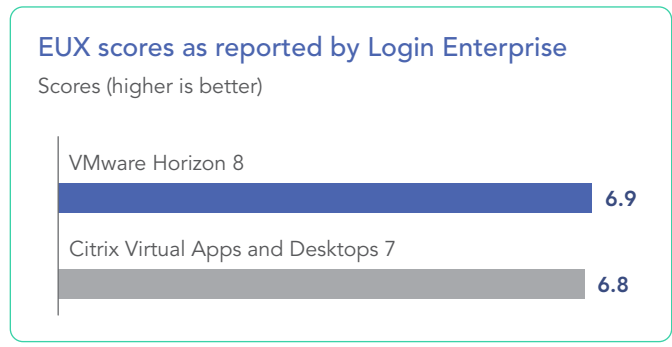 EUX scores as reported by Login Enterprise
Scores (higher is better)
VMware Horizon 8
6.9
Citrix Virtual Apps and Desktops 7
6.8